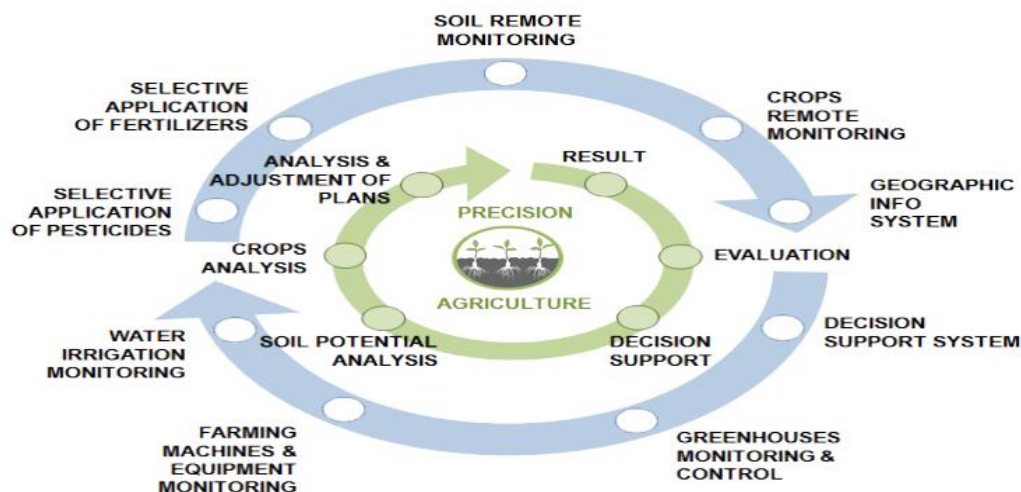 SOIL REMOTE
MONITORING
SELECTIVE
APPLICATION
OF FERTILIZERS
CROPS
REMOTE
MONITORING
ANALYSIS &
ADJUSTMENT OF
PLANS
RESULT
SELECTIVE
APPLICATION
OF PESTICIDES
GEOGRAPHIC
INFO
SYSTEM
PRECISION
AGRICULTURE
CROPS
ANALYSIS
EVALUATION
WATER
IRRIGATION
MONITORING
SOIL POTENTIAL
ANALYSIS
DECISION
SUPPORT
DECISION
SUPPORT SYSTEM
FARMING
MACHINES &
EQUIPMENT
MONITORING
GREENHOUSES
MONITORING &
CONTROL